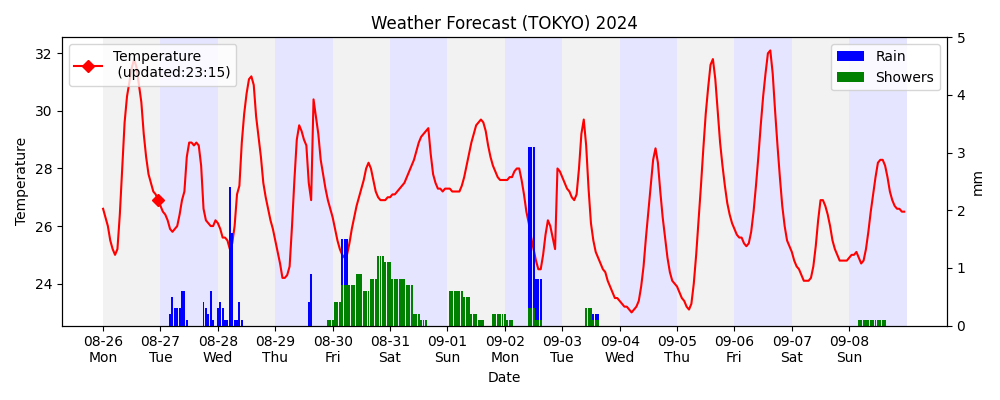 Weather Forecast (TOKYO) 2024
Temperature
(updated:23:15)
Rain
Showers
Temperature
32
30
28
26
24
5
4
3
2
1
0
mm
08-26 08-27 08-28 08-29 08-30 08-31 09-01 09-02 09-03 09-04 09-05 09-06 09-07 09-08
Mon Tue Wed Thu Fri Sat Sun Mon Tue Wed Thu Fri Sat Sun
Date